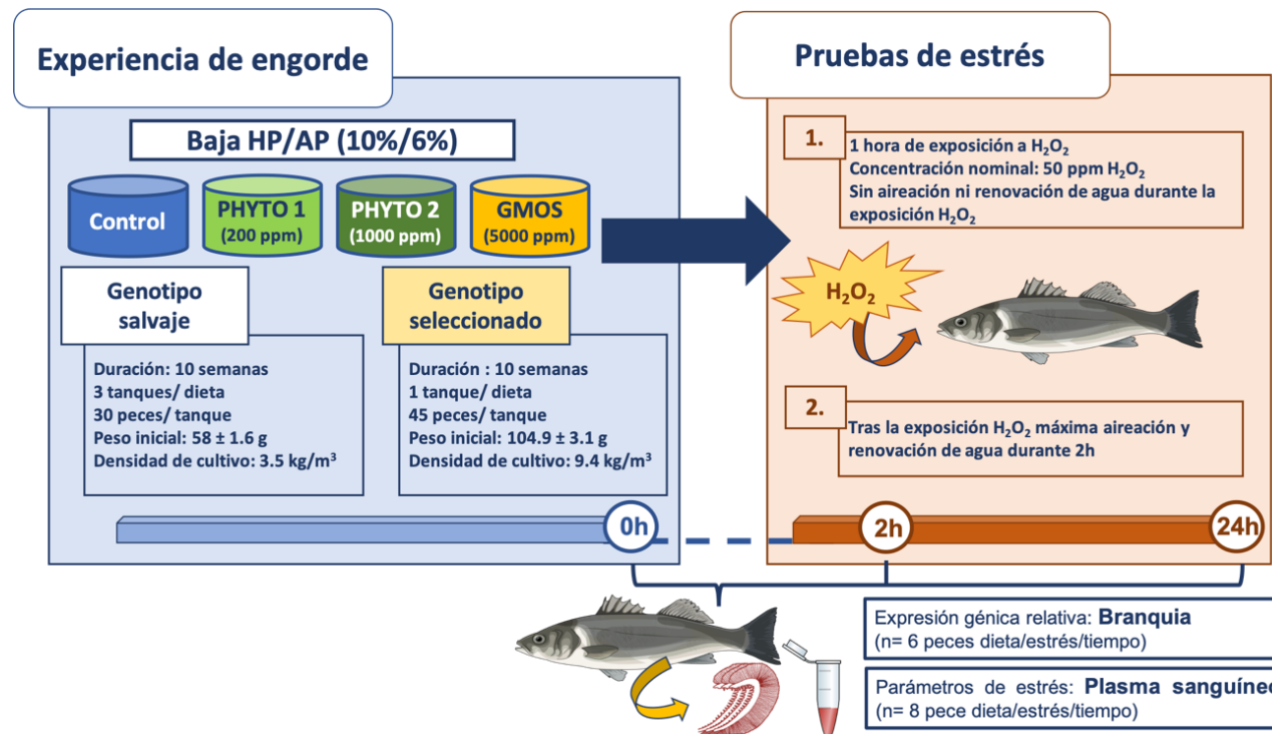 Experiencia de engorde
Baja HP/AP (10%/6%)
Control
PHYTO 1
(200 ppm)
PHYTO 2
(1000 ppm)
GMOS
(5000 ppm)
Genotipo
salvaje
Duración: 10 semanas
3 tanques/ dieta
30 peces/ tanque
Peso inicial: 58 ± 1.6 g
Densidad de cultivo: 3.5 kg/m³
Genotipo
seleccionado
Duración : 10 semanas
1 tanque/ dieta
45 peces/ tanque
Peso inicial: 104.9 ± 3.1 g
Densidad de cultivo: 9.4 kg/m³
0h
Pruebas de estrés
1.
1 hora de exposición a H₂O₂
Concentración nominal: 50 ppm H₂O₂
Sin aireación ni renovación de agua durante la
exposición H₂O₂
H₂O₂
2.
Tras la exposición H₂O₂ máxima aireación y
renovación de agua durante 2h
2h
24h
Expresión génica relativa: Branquia
(n= 6 peces dieta/estrés/tiempo)
Parámetros de estrés: Plasma sanguíneo
(n= 8 pece dieta/estrés/tiempo)